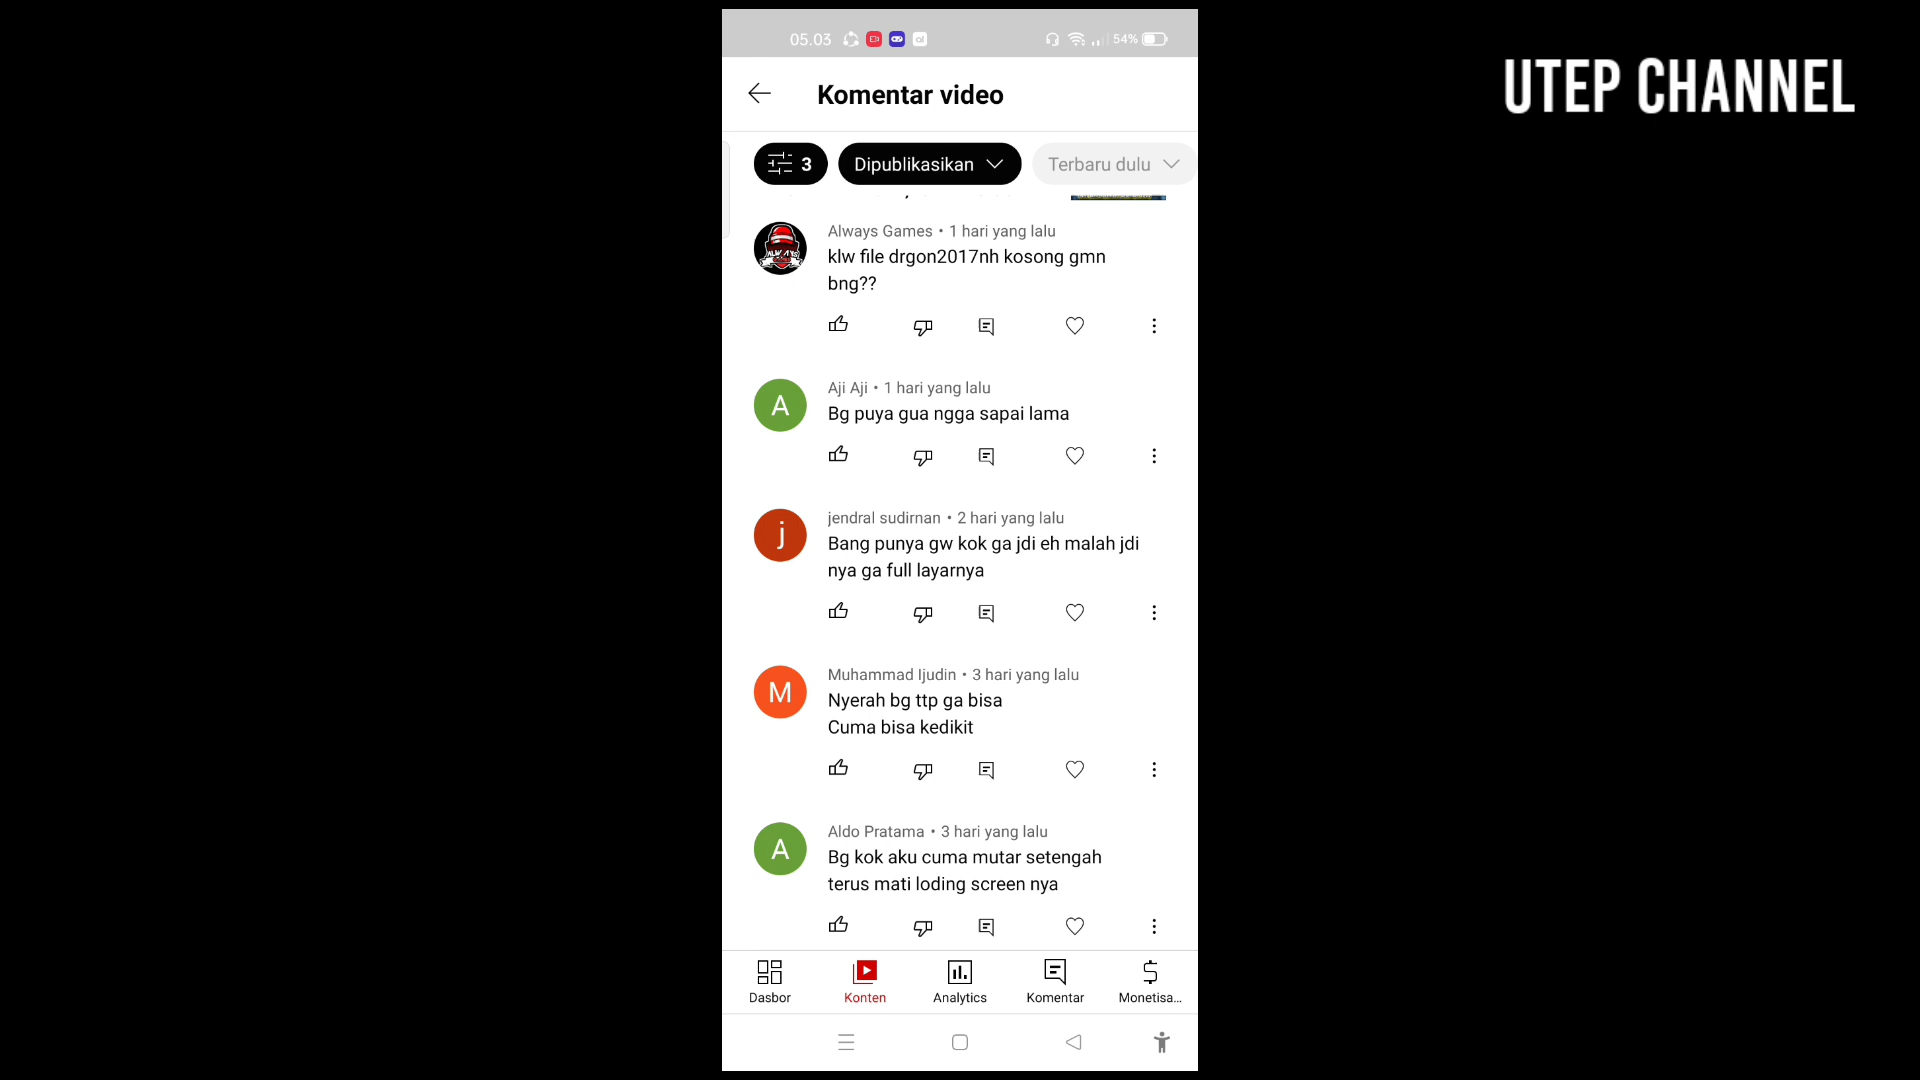 UTEP CHANNEL
05.03
54%
Komentar video
3
Dipublikasikan
Terbaru dulu
Always Games • 1 hari yang lalu
klw file drgon2017nh kosong gmn
bng??
A
Aji Aji • 1 hari yang lalu
Bg puya gua ngga sapai lama
j
jendral sudirnan • 2 hari yang lalu
Bang punya gw kok ga jdi eh malah jdi
nya ga full layarnya
M
Muhammad Ijudin • 3 hari yang lalu
Nyerah bg ttp ga bisa
Cuma bisa kedikit
A
Aldo Pratama • 3 hari yang lalu
Bg kok aku cuma mutar setengah
terus mati loding screen nya
Dasbor
Konten
Analytics
Komentar
Monetisa...